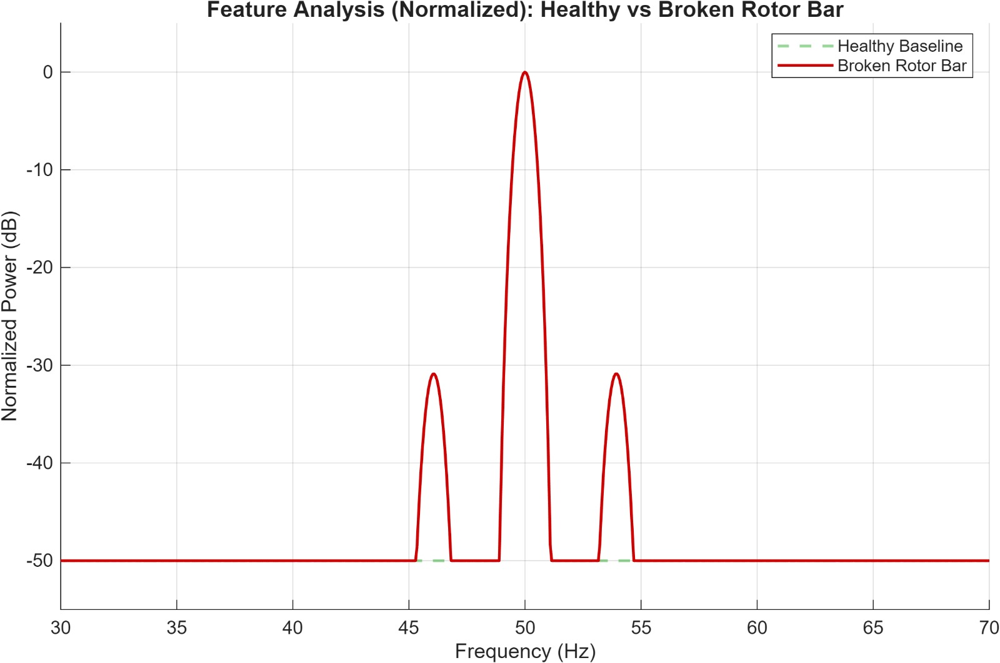 Feature Analysis (Normalized): Healthy vs Broken Rotor Bar
Healthy Baseline
Broken Rotor Bar
Normalized Power (dB)
0
-10
-20
-30
-40
-50
30 35 40 45 50 55 60 65 70
Frequency (Hz)